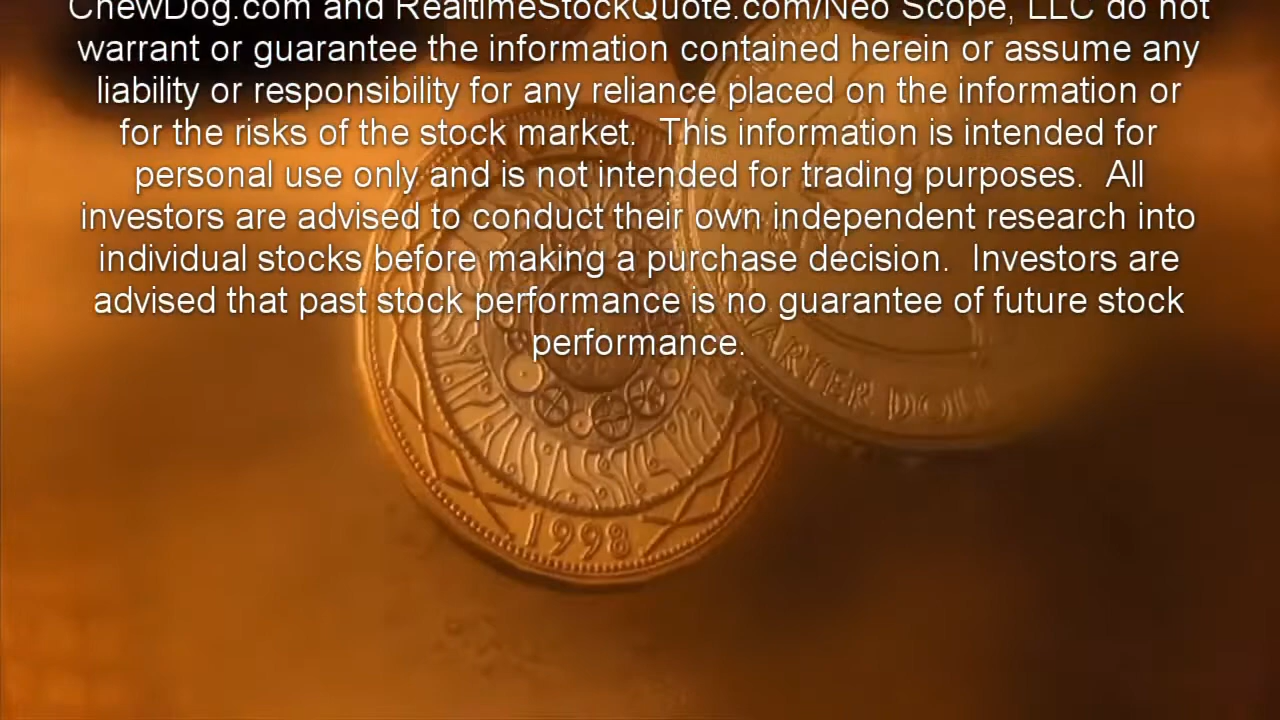 ChewDog.com and RealtimeStockQuote.com/Neo Scope, LLC do not
warrant or guarantee the information contained herein or assume any
liability or responsibility for any reliance placed on the information or
for the risks of the stock market.  This information is intended for
personal use only and is not intended for trading purposes.  All
investors are advised to conduct their own independent research into
individual stocks before making a purchase decision.  Investors are
advised that past stock performance is no guarantee of future stock
performance.
ARTER DOL
1998